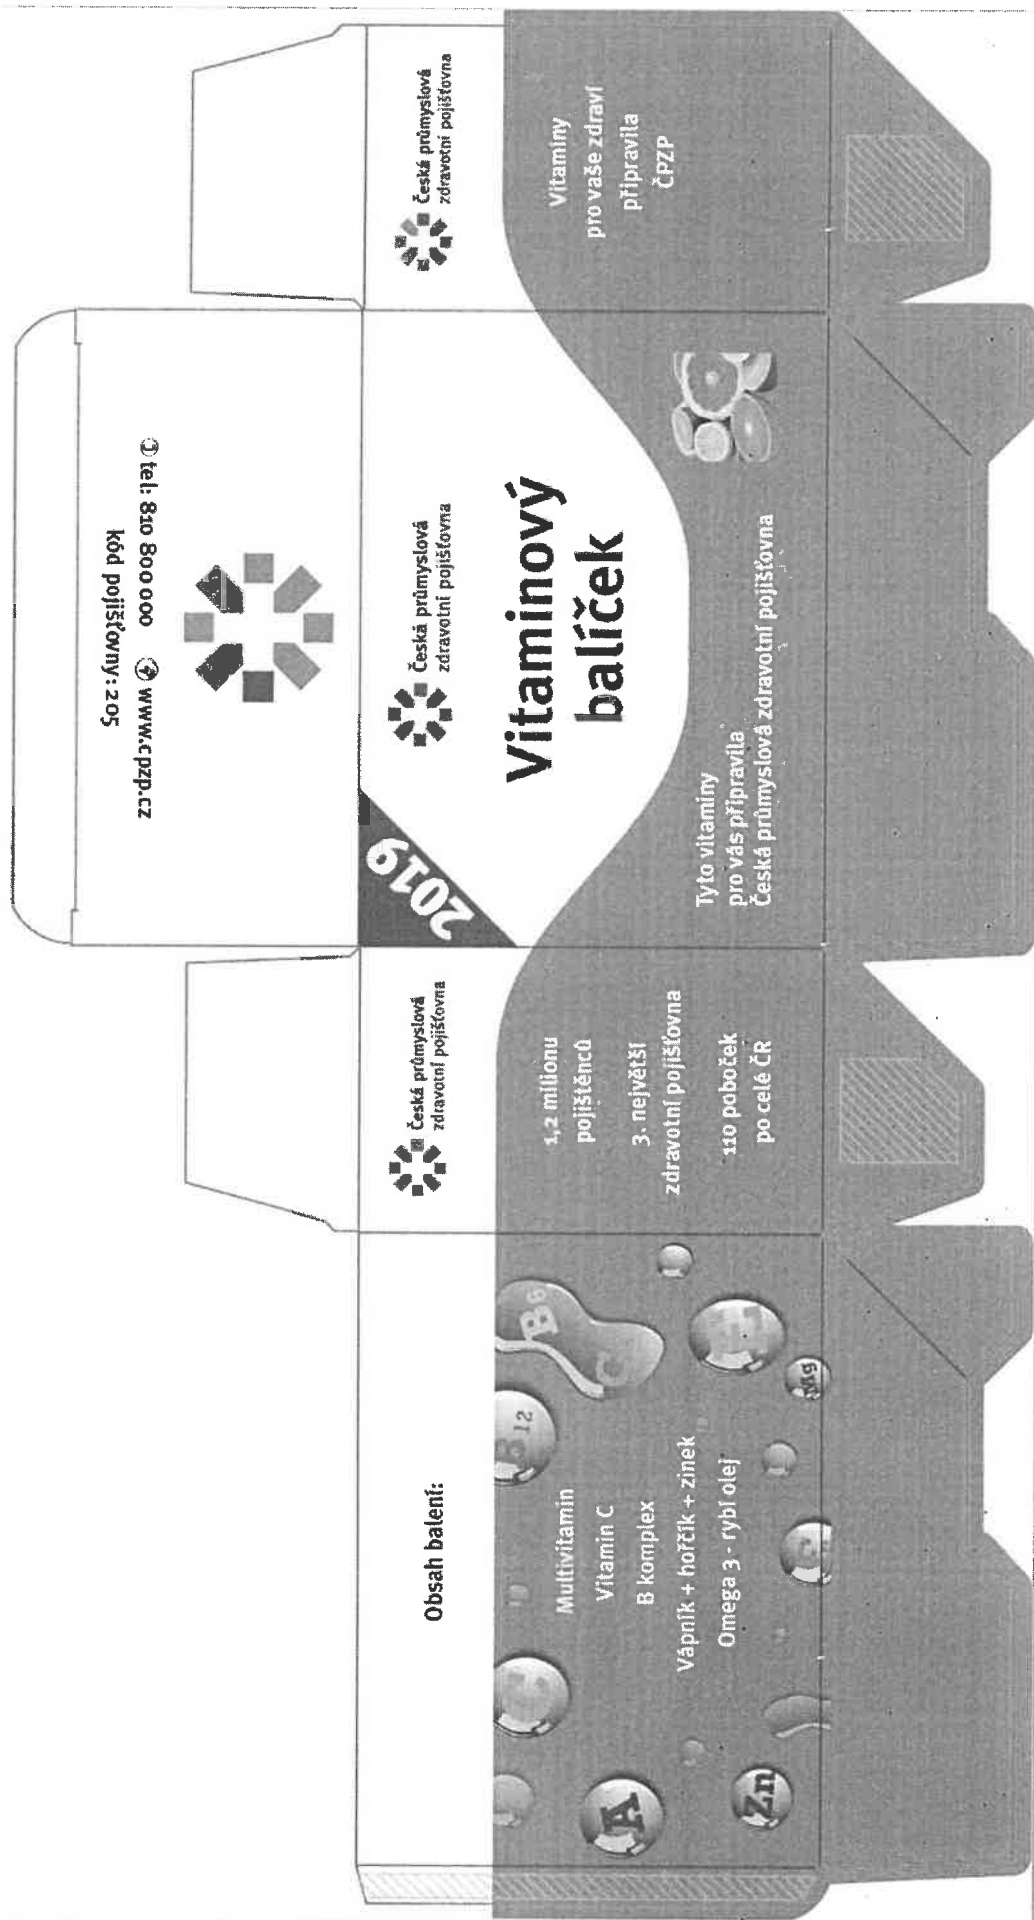 Obsah balení:
Multivitamin
Vitamin C
B komplex
Vápník + hořčík + zinek
Omega 3 - rybí olej
B 12
B 6
C
A
Zn
Mg
Česká průmyslová
zdravotní pojišťovna
1,2 milionu
pojištěnců
3. největší
zdravotní pojišťovna
110 poboček
po celé ČR
tel: 810 800 000 www.cpzp.cz
kód pojišťovny: 205
2019
Česká průmyslová
zdravotní pojišťovna
Vitaminový
balíček
Tyto vitaminy
pro vás připravila
Česká průmyslová zdravotní pojišťovna
Česká průmyslová
zdravotní pojišťovna
Vitaminy
pro vaše zdraví
připravila
ČPZP